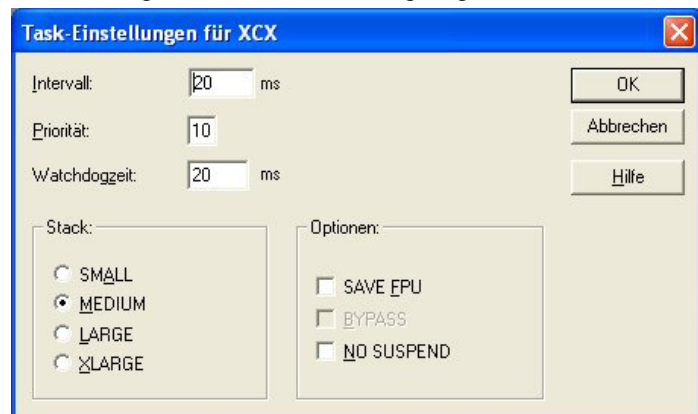 Task-Einstellungen für XCX
Intervall: 20 ms
OK
Priorität: 10
Abbrechen
Watchdogzeit: 20 ms
Hilfe
Stack:
Optionen:
SMALL
SAVE FPU
MEDIUM
BYPASS
LARGE
NO SUSPEND
XLARGE